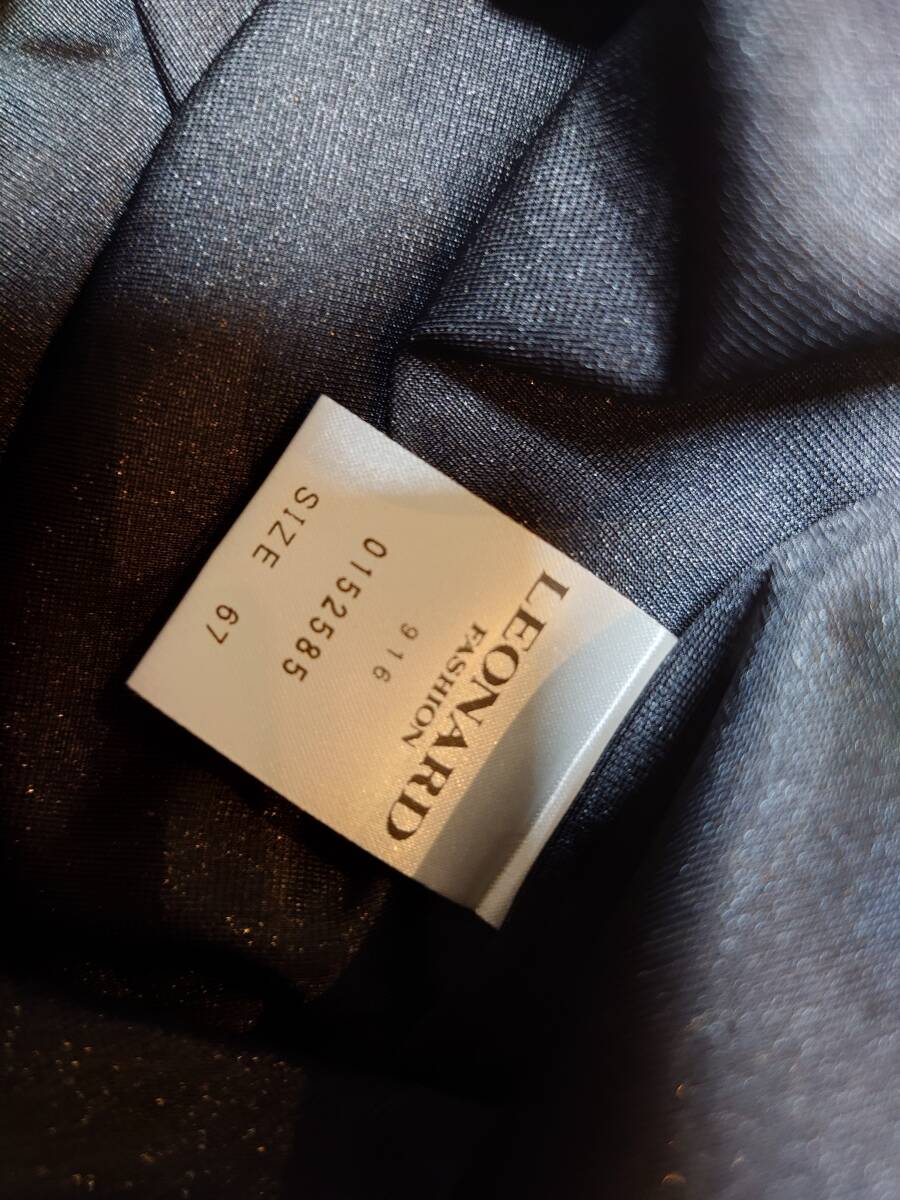 LEONARD
FASHION
916
0152585
SIZE 67